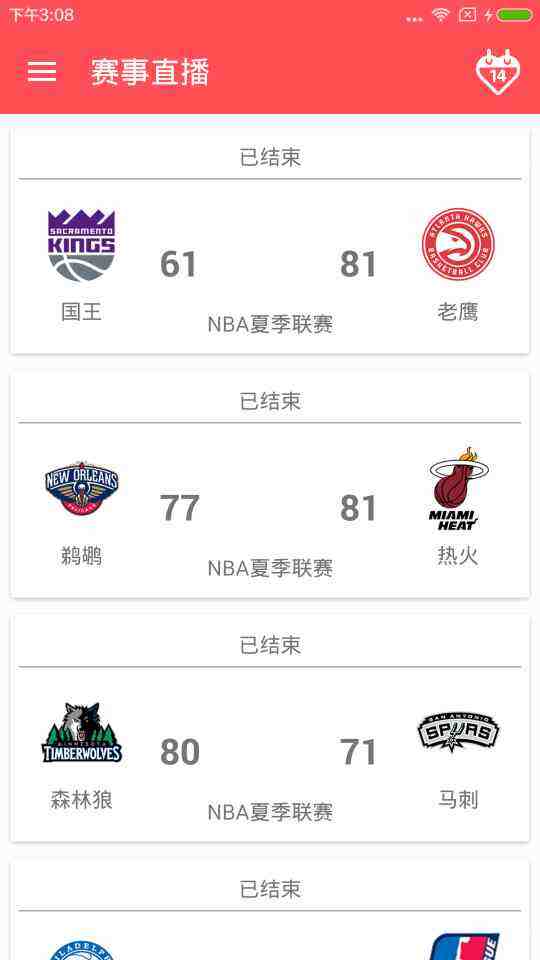 下午3:08
赛事直播
14
已结束
SACRAMENTO
KINGS
61
81
ATLANTA HAWKS
BASKETBALL CLUB
国王
老鹰
NBA夏季联赛
已结束
NEW ORLEANS
PELICANS
77
81
MIAMI
HEAT
鹈鹕
热火
NBA夏季联赛
已结束
MINNESOTA
TIMBERWOLVES
80
71
SAN ANTONIO
SPURS
森林狼
马刺
NBA夏季联赛
已结束